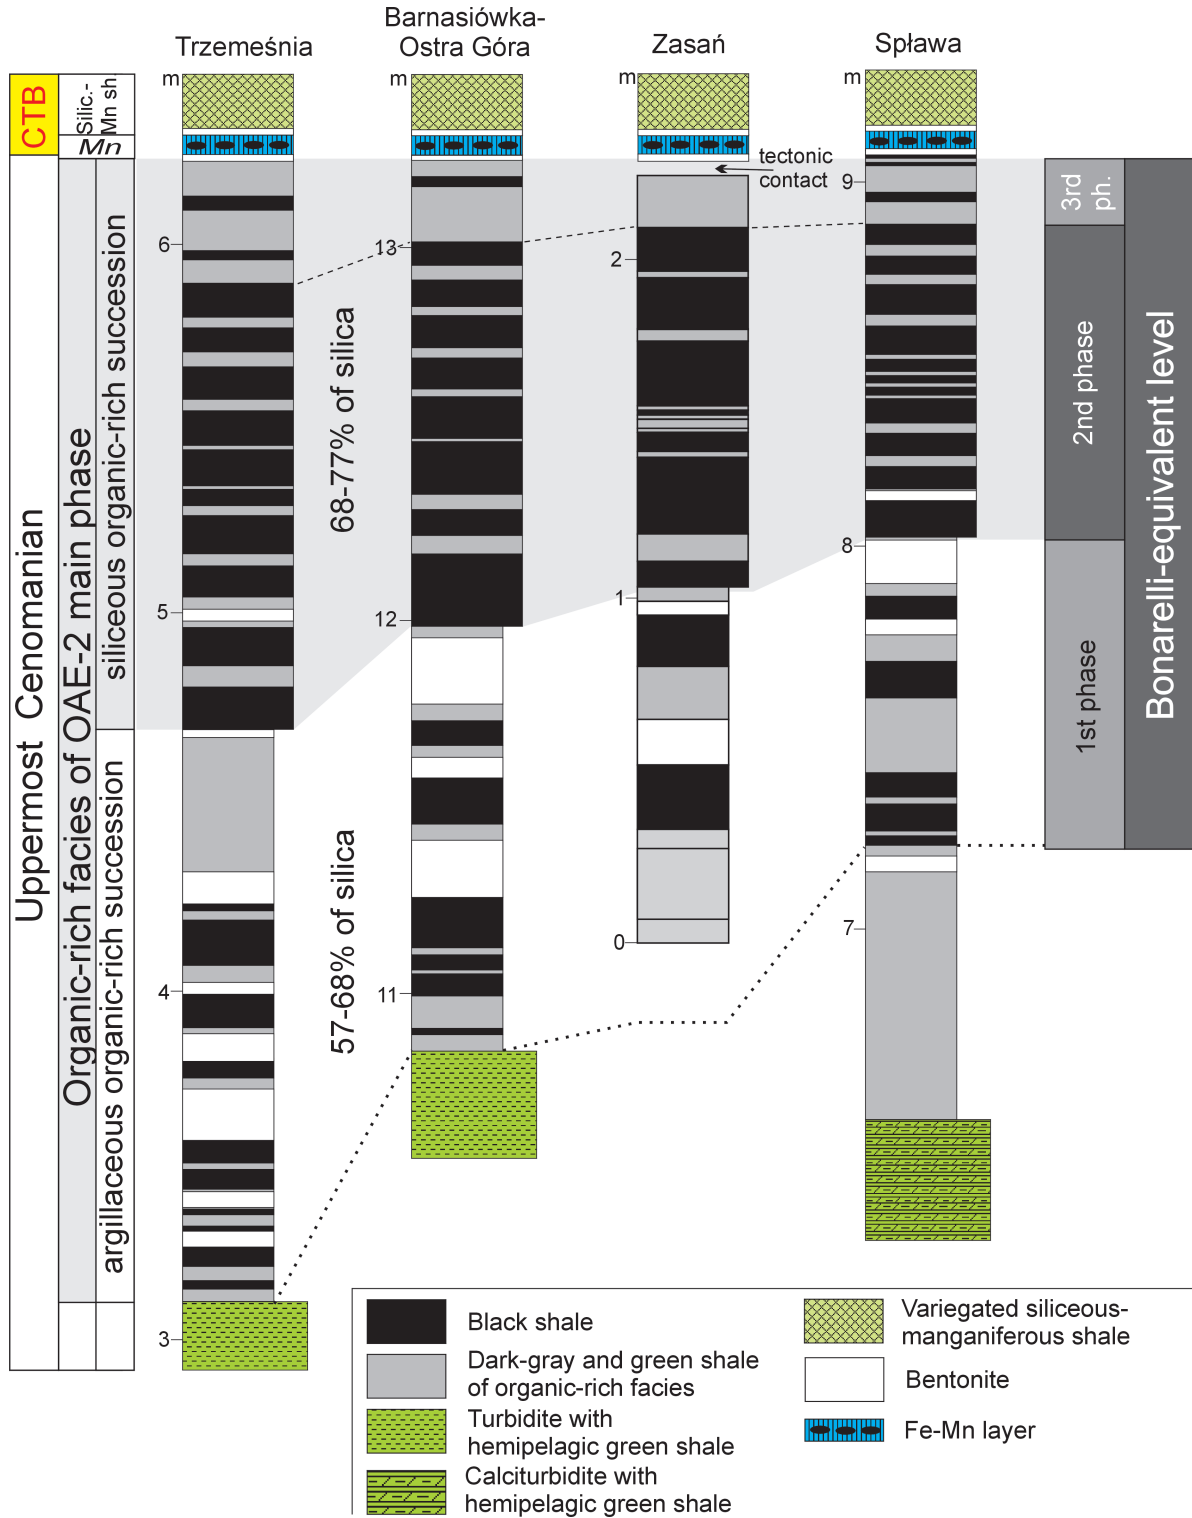 Trzemeśnia
Barnasiówka-
Ostra Góra
Zasań
Spława
CTB
Silic.-
Mn sh.
Mn
Uppermost Cenomanian
Organic-rich facies of OAE-2 main phase
siliceous organic-rich succession
argillaceous organic-rich succession
m
6
5
4
3
68-77% of silica
57-68% of silica
m
13
12
11
m
tectonic
contact
2
1
0
m
9
8
7
3rd
ph.
2nd phase
1st phase
Bonarelli-equivalent level
Black shale
Dark-gray and green shale
of organic-rich facies
Turbidite with
hemipelagic green shale
Calciturbidite with
hemipelagic green shale
Variegated siliceous-
manganiferous shale
Bentonite
Fe-Mn layer